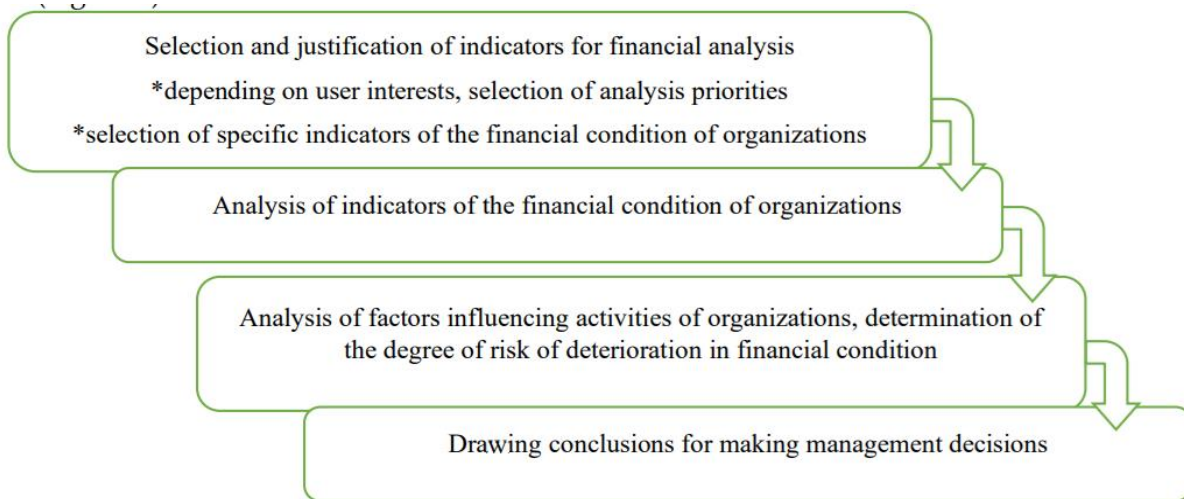 Selection and justification of indicators for financial analysis
*depending on user interests, selection of analysis priorities
*selection of specific indicators of the financial condition of organizations
Analysis of indicators of the financial condition of organizations
Analysis of factors influencing activities of organizations, determination of
the degree of risk of deterioration in financial condition
Drawing conclusions for making management decisions